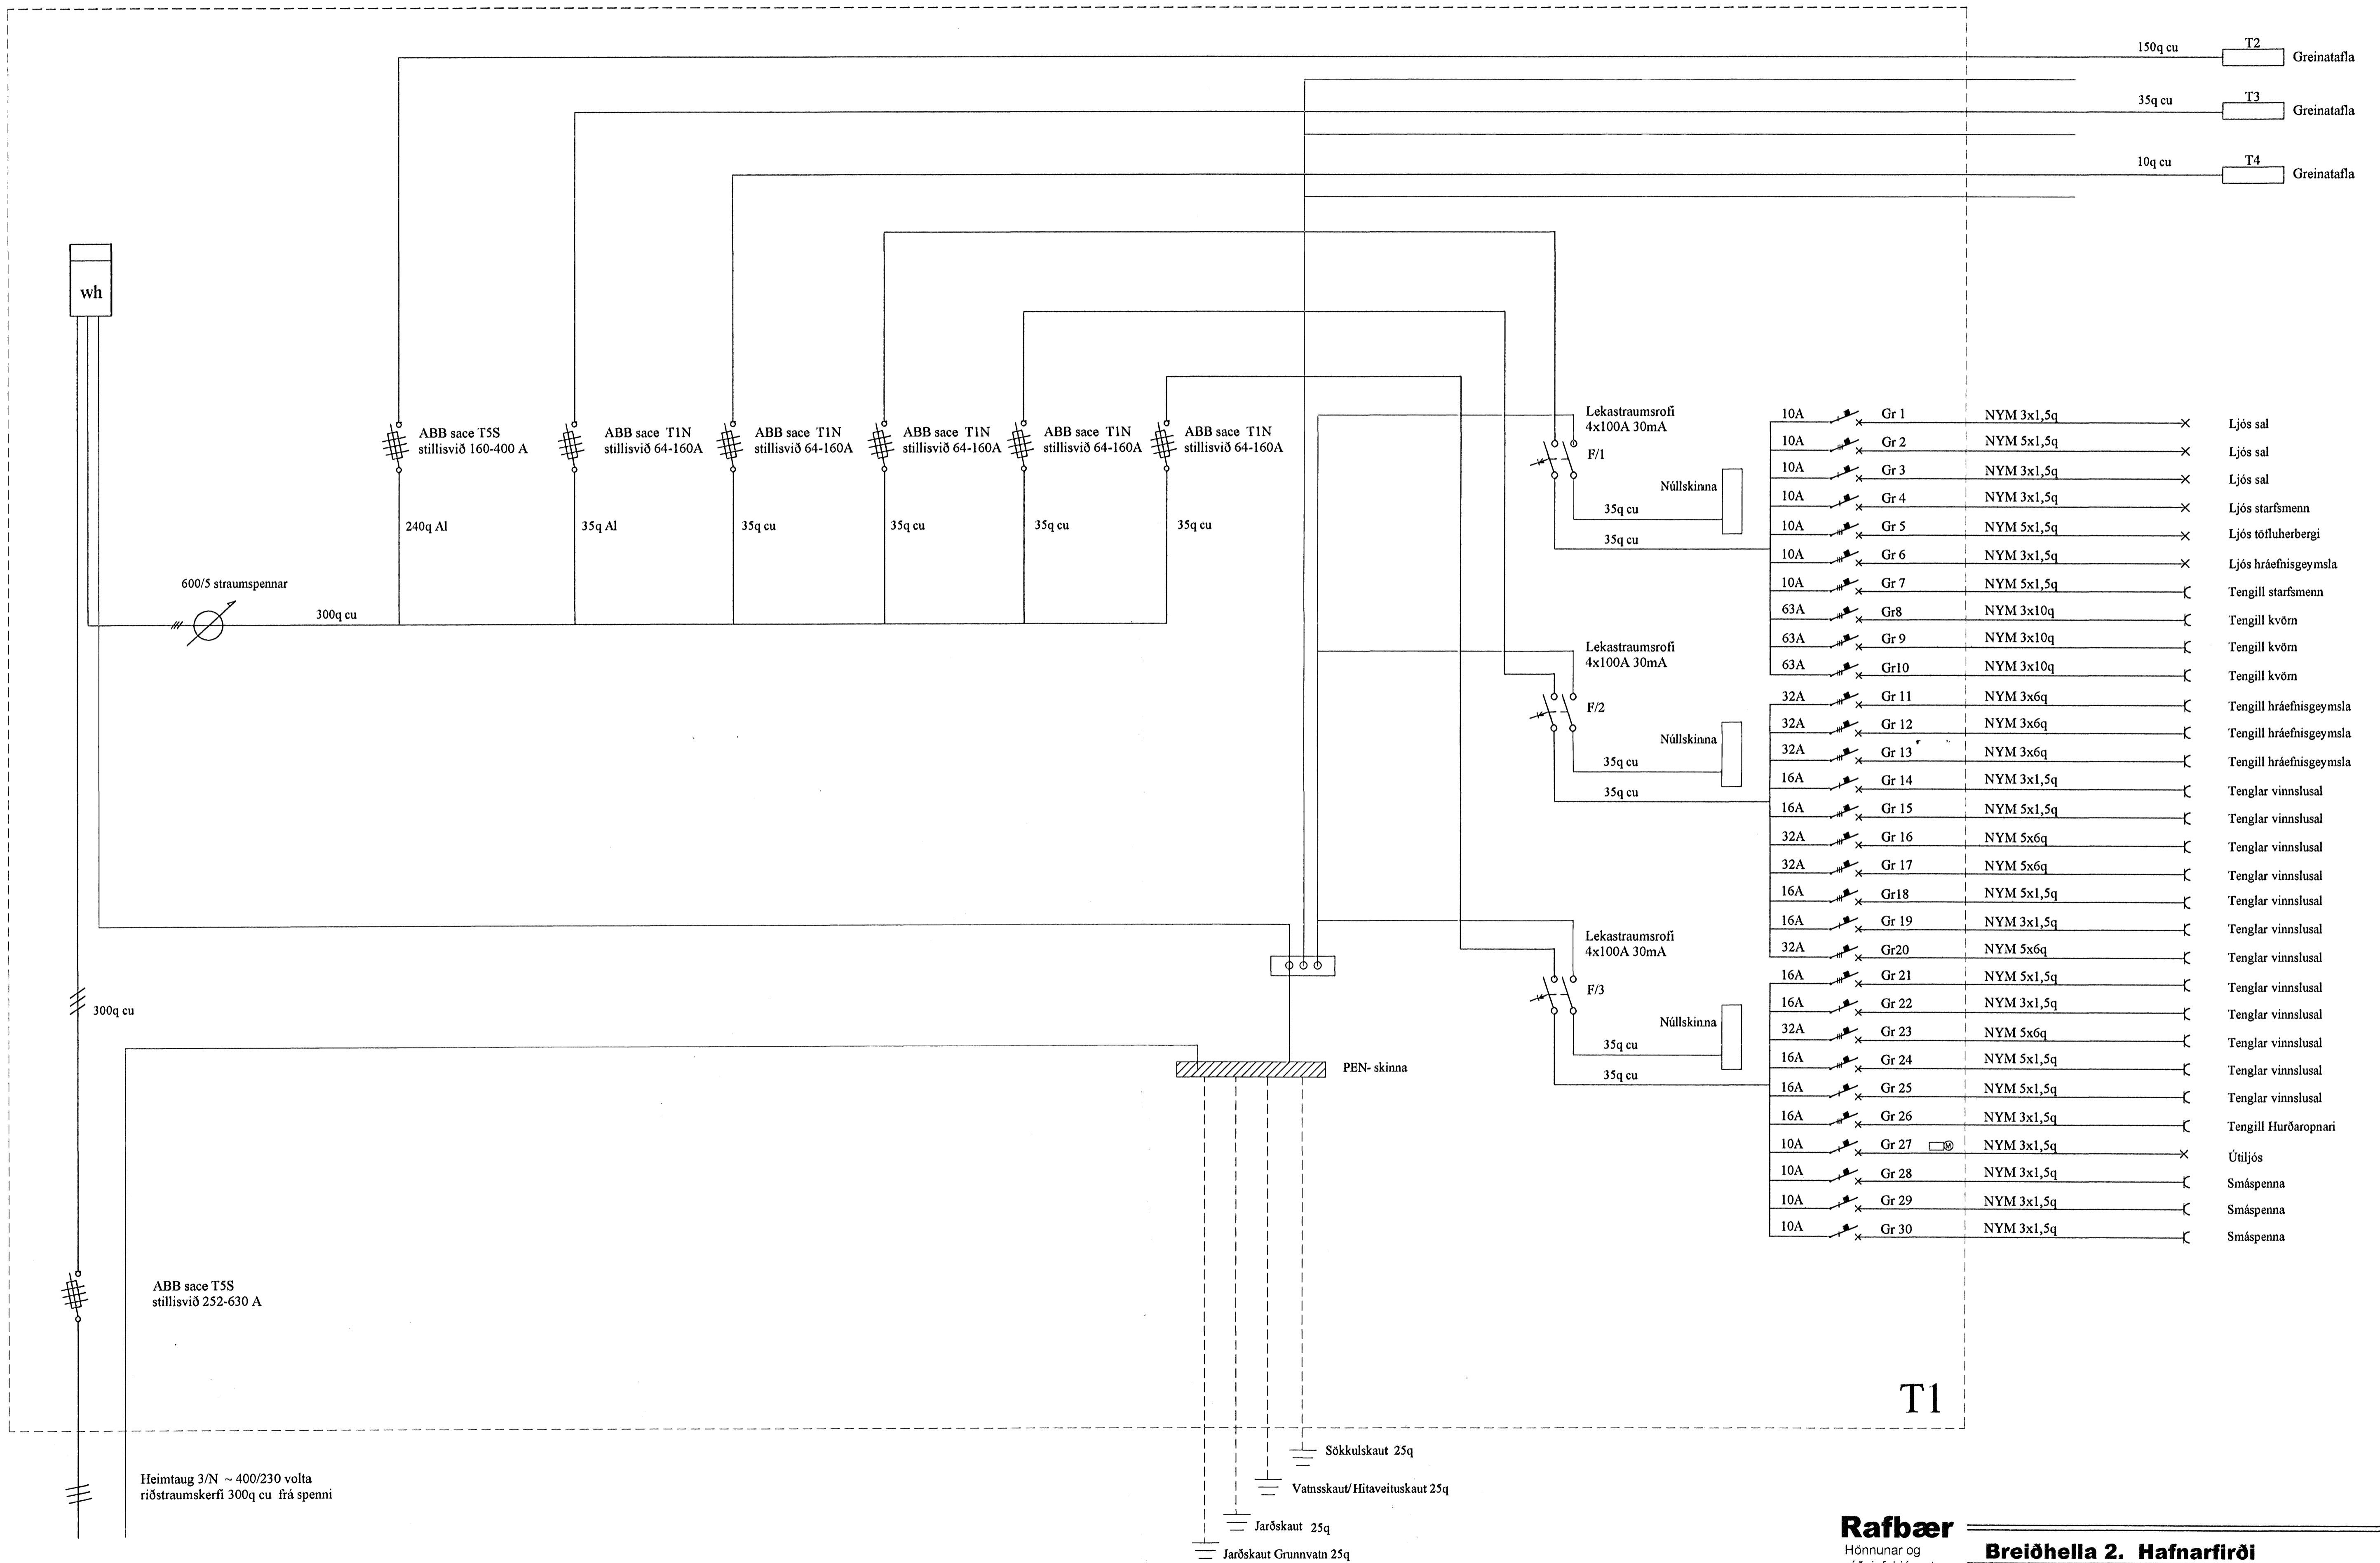 150q cu
T2
Greinatafla
35q cu
T3
Greinatafla
10q cu
T4
Greinatafla
wh
ABB sace T5S
stillisvið 160-400 A
ABB sace T1N
stillisvið 64-160A
ABB sace T1N
stillisvið 64-160A
ABB sace T1N
stillisvið 64-160A
ABB sace T1N
stillisvið 64-160A
ABB sace T1N
stillisvið 64-160A
240q Al
35q Al
35q cu
35q cu
35q cu
35q cu
600/5 straumspennar
300q cu
Lekastraumsrofi
4x100A 30mA
F/1
Núllskinna
35q cu
35q cu
Lekastraumsrofi
4x100A 30mA
F/2
Núllskinna
35q cu
35q cu
Lekastraumsrofi
4x100A 30mA
F/3
Núllskinna
35q cu
35q cu
10A Gr 1 NYM 3x1,5q Ljós sal
10A Gr 2 NYM 5x1,5q Ljós sal
10A Gr 3 NYM 3x1,5q Ljós sal
10A Gr 4 NYM 3x1,5q Ljós starfsmenn
10A Gr 5 NYM 5x1,5q Ljós töfluherbergi
10A Gr 6 NYM 3x1,5q Ljós hráefnisgeymsla
10A Gr 7 NYM 5x1,5q Tengill starfsmenn
63A Gr8 NYM 3x10q Tengill kvörn
63A Gr 9 NYM 3x10q Tengill kvörn
63A Gr10 NYM 3x10q Tengill kvörn
32A Gr 11 NYM 3x6q Tengill hráefnisgeymsla
32A Gr 12 NYM 3x6q Tengill hráefnisgeymsla
32A Gr 13 NYM 3x6q Tengill hráefnisgeymsla
16A Gr 14 NYM 3x1,5q Tenglar vinnslusal
16A Gr 15 NYM 5x1,5q Tenglar vinnslusal
32A Gr 16 NYM 5x6q Tenglar vinnslusal
32A Gr 17 NYM 5x6q Tenglar vinnslusal
16A Gr18 NYM 5x1,5q Tenglar vinnslusal
16A Gr 19 NYM 3x1,5q Tenglar vinnslusal
32A Gr20 NYM 5x6q Tenglar vinnslusal
16A Gr 21 NYM 5x1,5q Tenglar vinnslusal
16A Gr 22 NYM 3x1,5q Tenglar vinnslusal
32A Gr 23 NYM 5x6q Tenglar vinnslusal
16A Gr 24 NYM 5x1,5q Tenglar vinnslusal
16A Gr 25 NYM 5x1,5q Tenglar vinnslusal
16A Gr 26 NYM 3x1,5q Tengill Hurðaropnari
10A Gr 27 M NYM 3x1,5q Útiljós
10A Gr 28 NYM 3x1,5q Smáspenna
10A Gr 29 NYM 3x1,5q Smáspenna
10A Gr 30 NYM 3x1,5q Smáspenna
300q cu
PEN- skinna
ABB sace T5S
stillisvið 252-630 A
T1
Heimtaug 3/N ~ 400/230 volta
riðstraumskerfi 300q cu frá spenni
Sökkulskaut 25q
Vatnsskaut/Hitaveituskaut 25q
Jarðskaut 25q
Jarðskaut Grunnvatn 25q
Rafbær
Hönnunar og
Breiðhella 2. Hafnarfirði